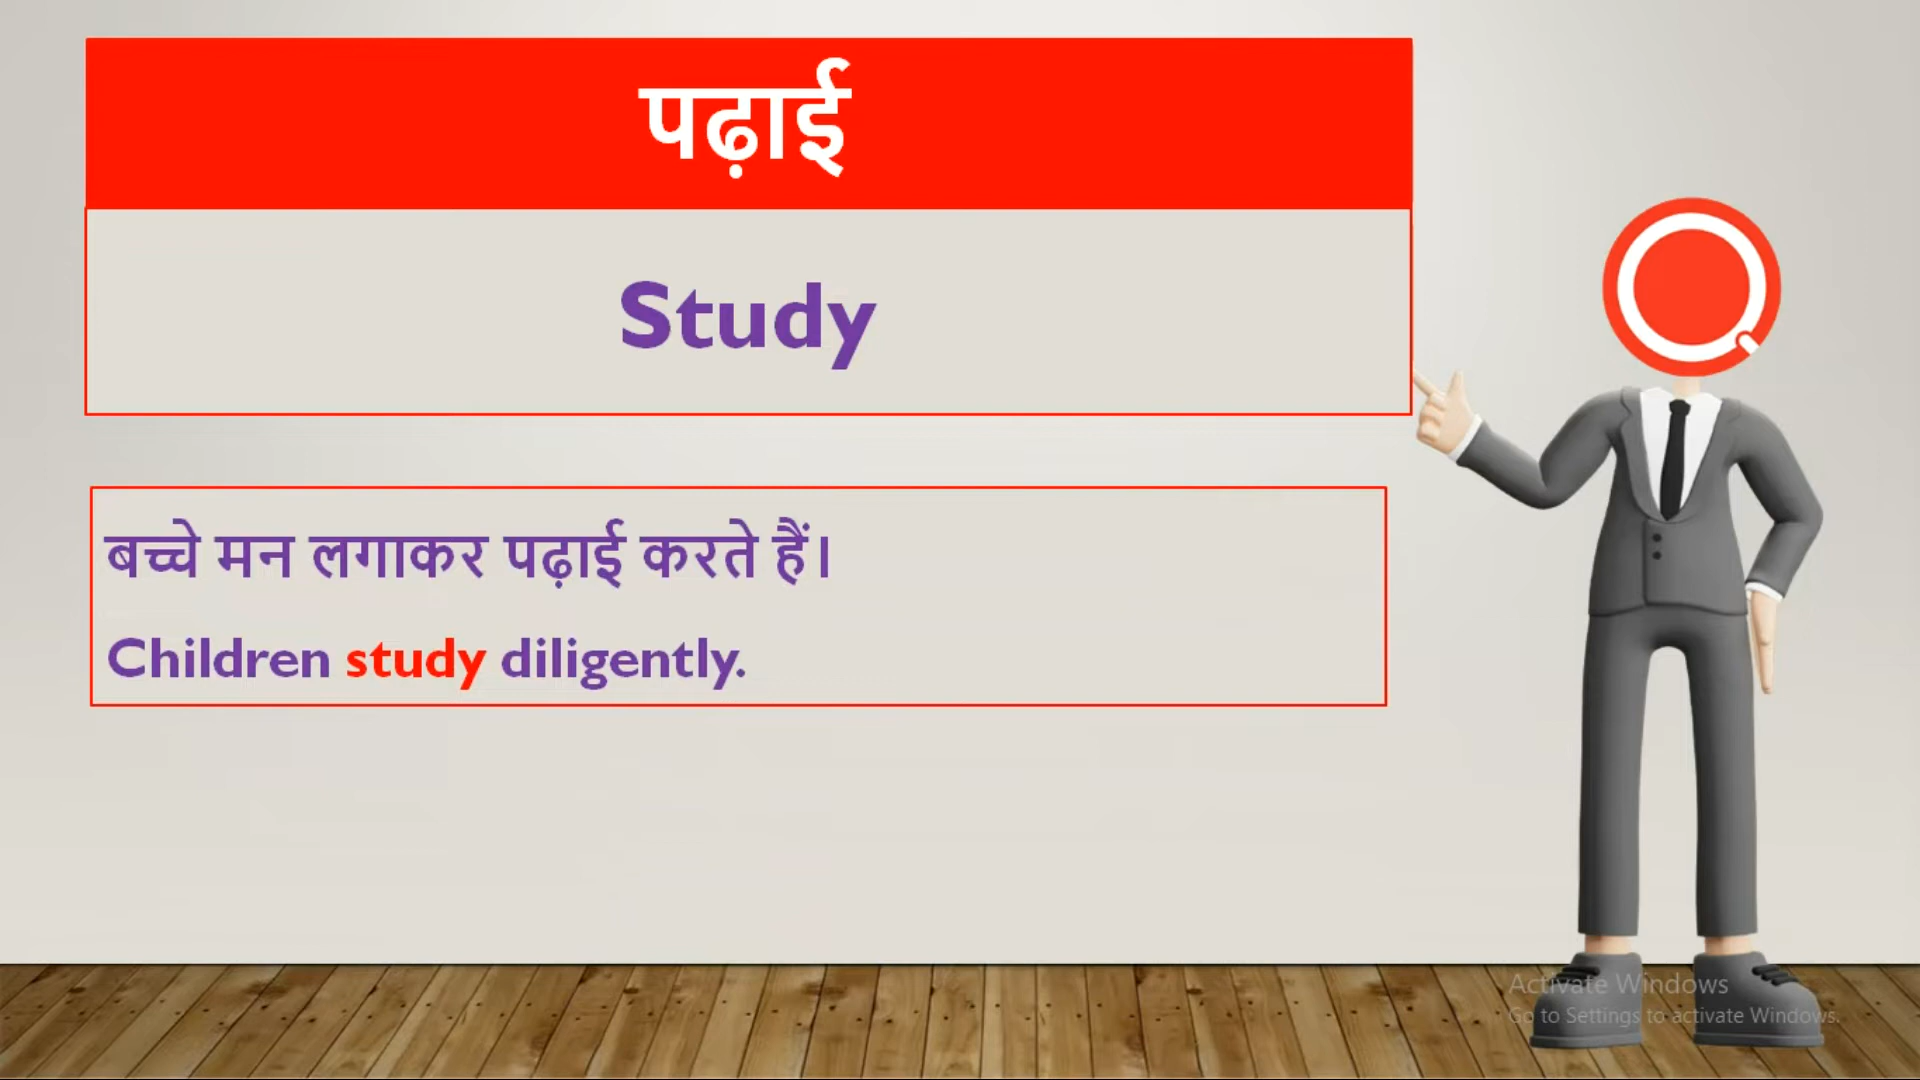 पढ़ाई
Study
बच्चे मन लगाकर पढ़ाई करते हैं।
Children study diligently.
Activate Windows
Go to Settings to activate Windows.